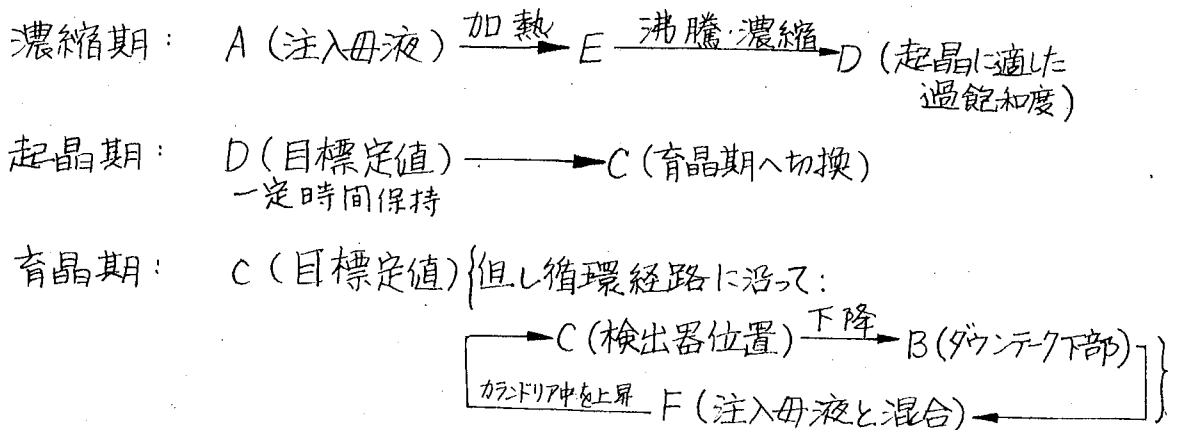 濃縮期: A (注入母液) 加熱→ E 沸騰・濃縮→ D (起晶に適した
過飽和度)
起晶期: D (目標定値) → C (育晶期へ切換)
一定時間保持
育晶期: C (目標定値) {但し循環経路に沿って:
C (検出器位置) 下降→ B (ダウンテーク下部)
カランドリア中を上昇 F (注入母液と混合) ←}